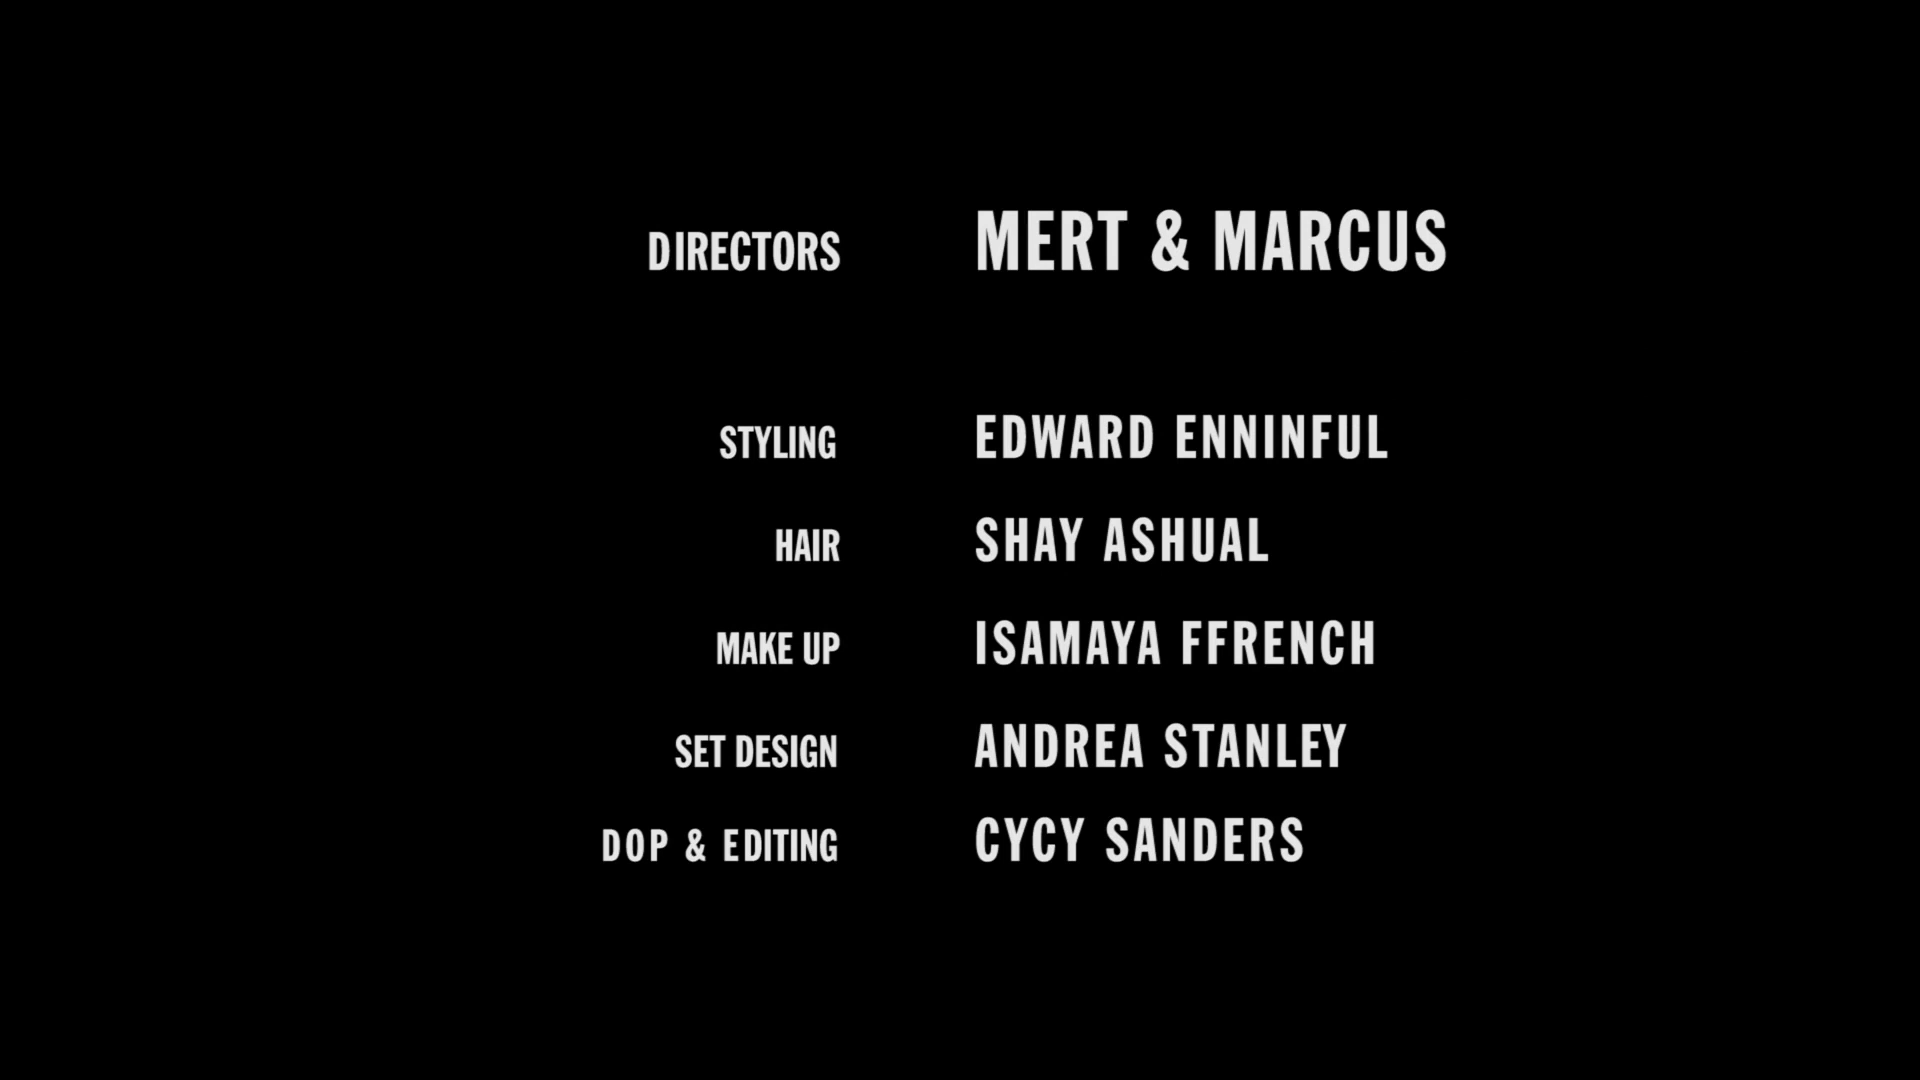 DIRECTORS MERT & MARCUS
STYLING EDWARD ENNINFUL
HAIR SHAY ASHUAL
MAKE UP ISAMAYA FFRENCH
SET DESIGN ANDREA STANLEY
DOP & EDITING CYCY SANDERS